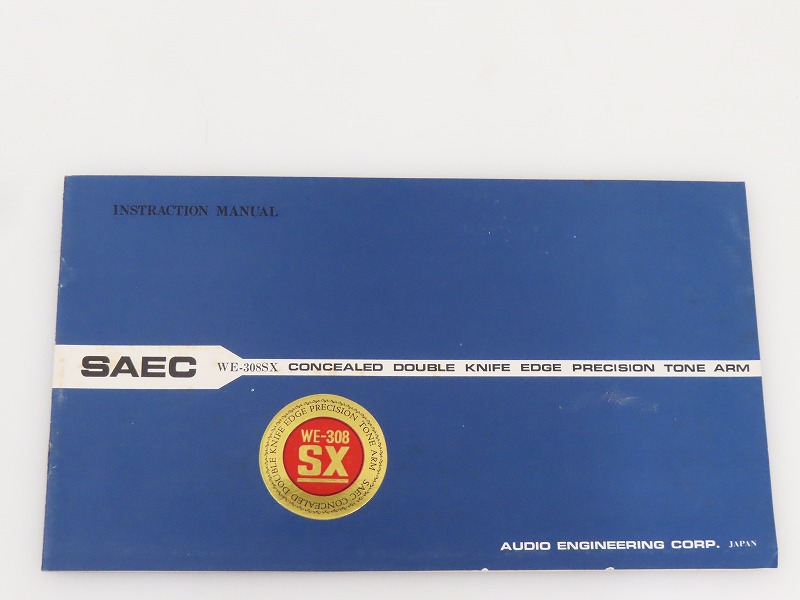 INSTRACTION MANUAL
SAEC WE-308SX CONCEALED DOUBLE KNIFE EDGE PRECISION TONE ARM
SAEC CONCEALED DOUBLE KNIFE EDGE PRECISION TONE ARM
WE-308
SX
AUDIO ENGINEERING CORP. JAPAN